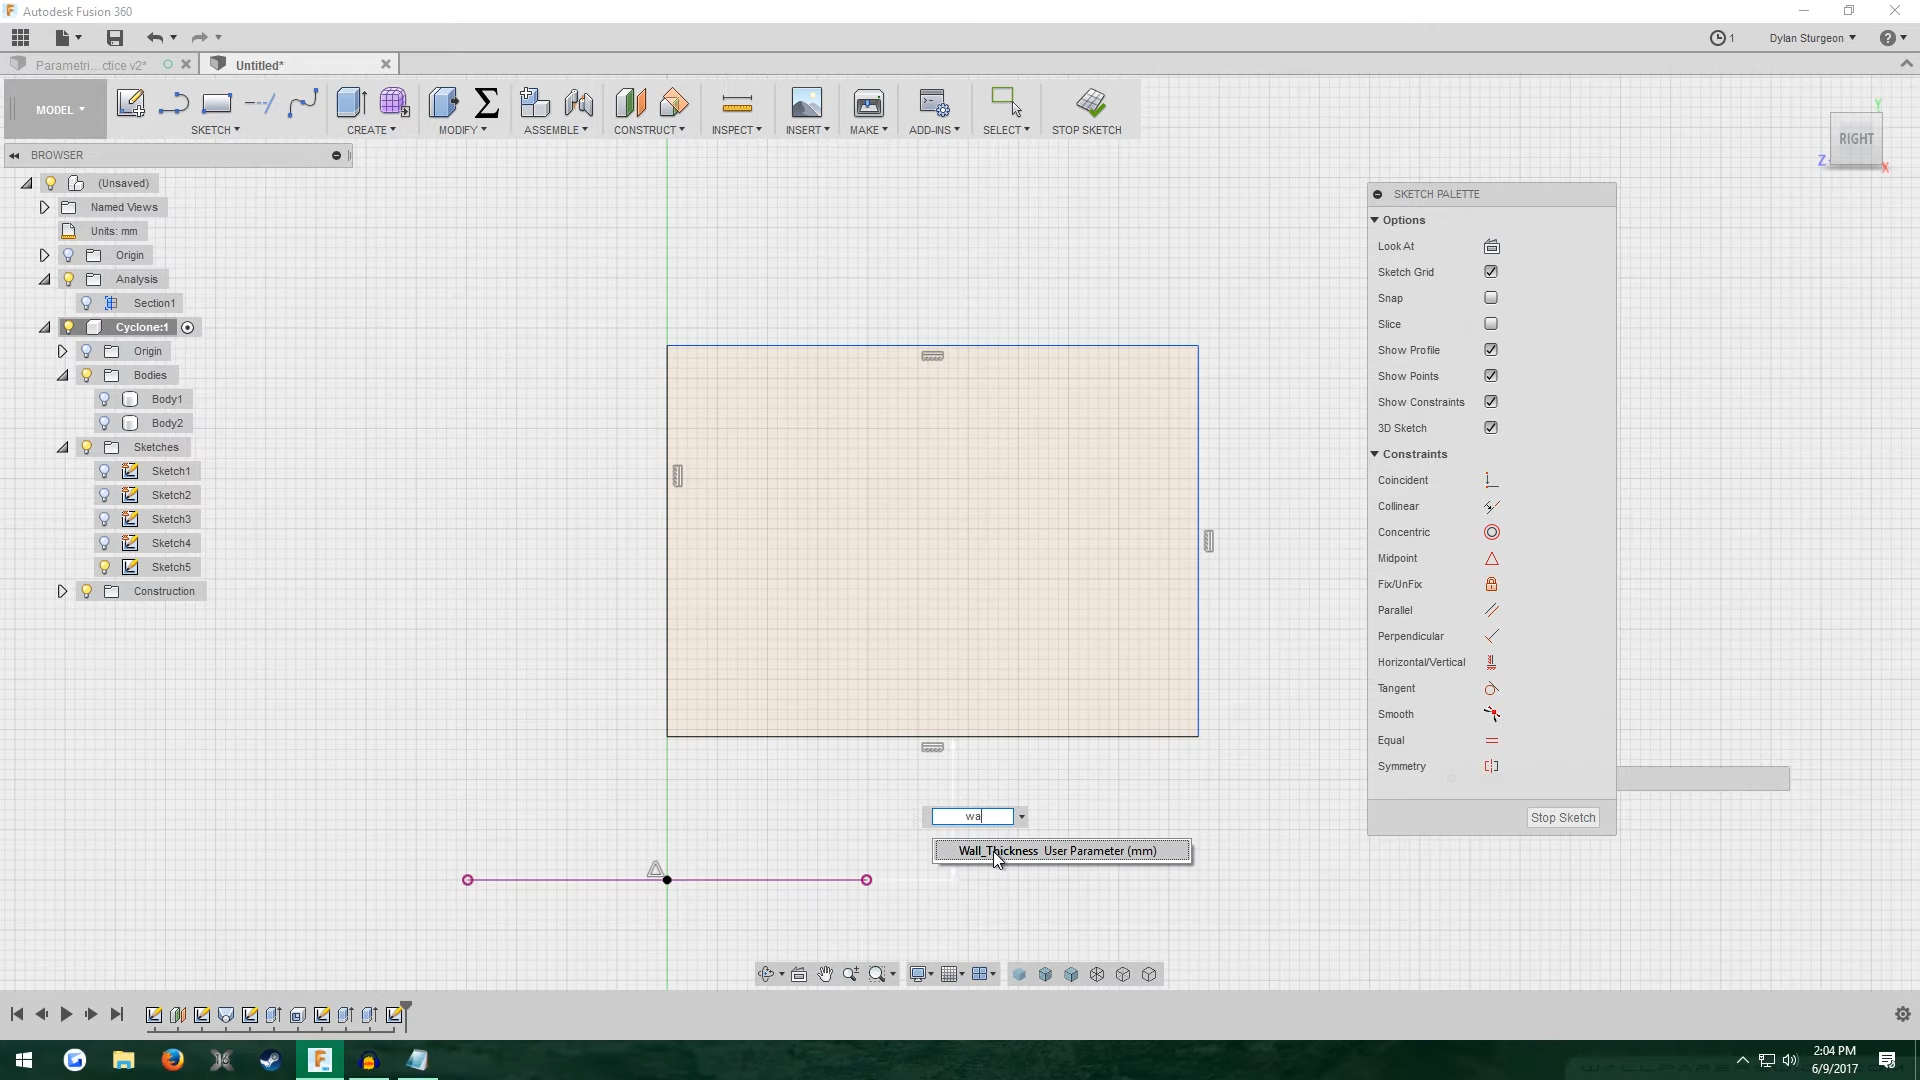 Autodesk Fusion 360
1
Dylan Sturgeon
Parametri...ctice v2*
Untitled*
MODEL
SKETCH
CREATE
MODIFY
ASSEMBLE
CONSTRUCT
INSPECT
INSERT
MAKE
ADD-INS
SELECT
STOP SKETCH
BROWSER
(Unsaved)
Named Views
Units: mm
Origin
Analysis
Section1
Cyclone:1
Origin
Bodies
Body1
Body2
Sketches
Sketch1
Sketch2
Sketch3
Sketch4
Sketch5
Construction
Y
RIGHT
Z
X
SKETCH PALETTE
Options
Look At
Sketch Grid
Snap
Slice
Show Profile
Show Points
Show Constraints
3D Sketch
Constraints
Coincident
Collinear
Concentric
Midpoint
Fix/UnFix
Parallel
Perpendicular
Horizontal/Vertical
Tangent
Smooth
Equal
Symmetry
Stop Sketch
wa
Wall_Thickness User Parameter (mm)
2:04 PM
6/9/2017